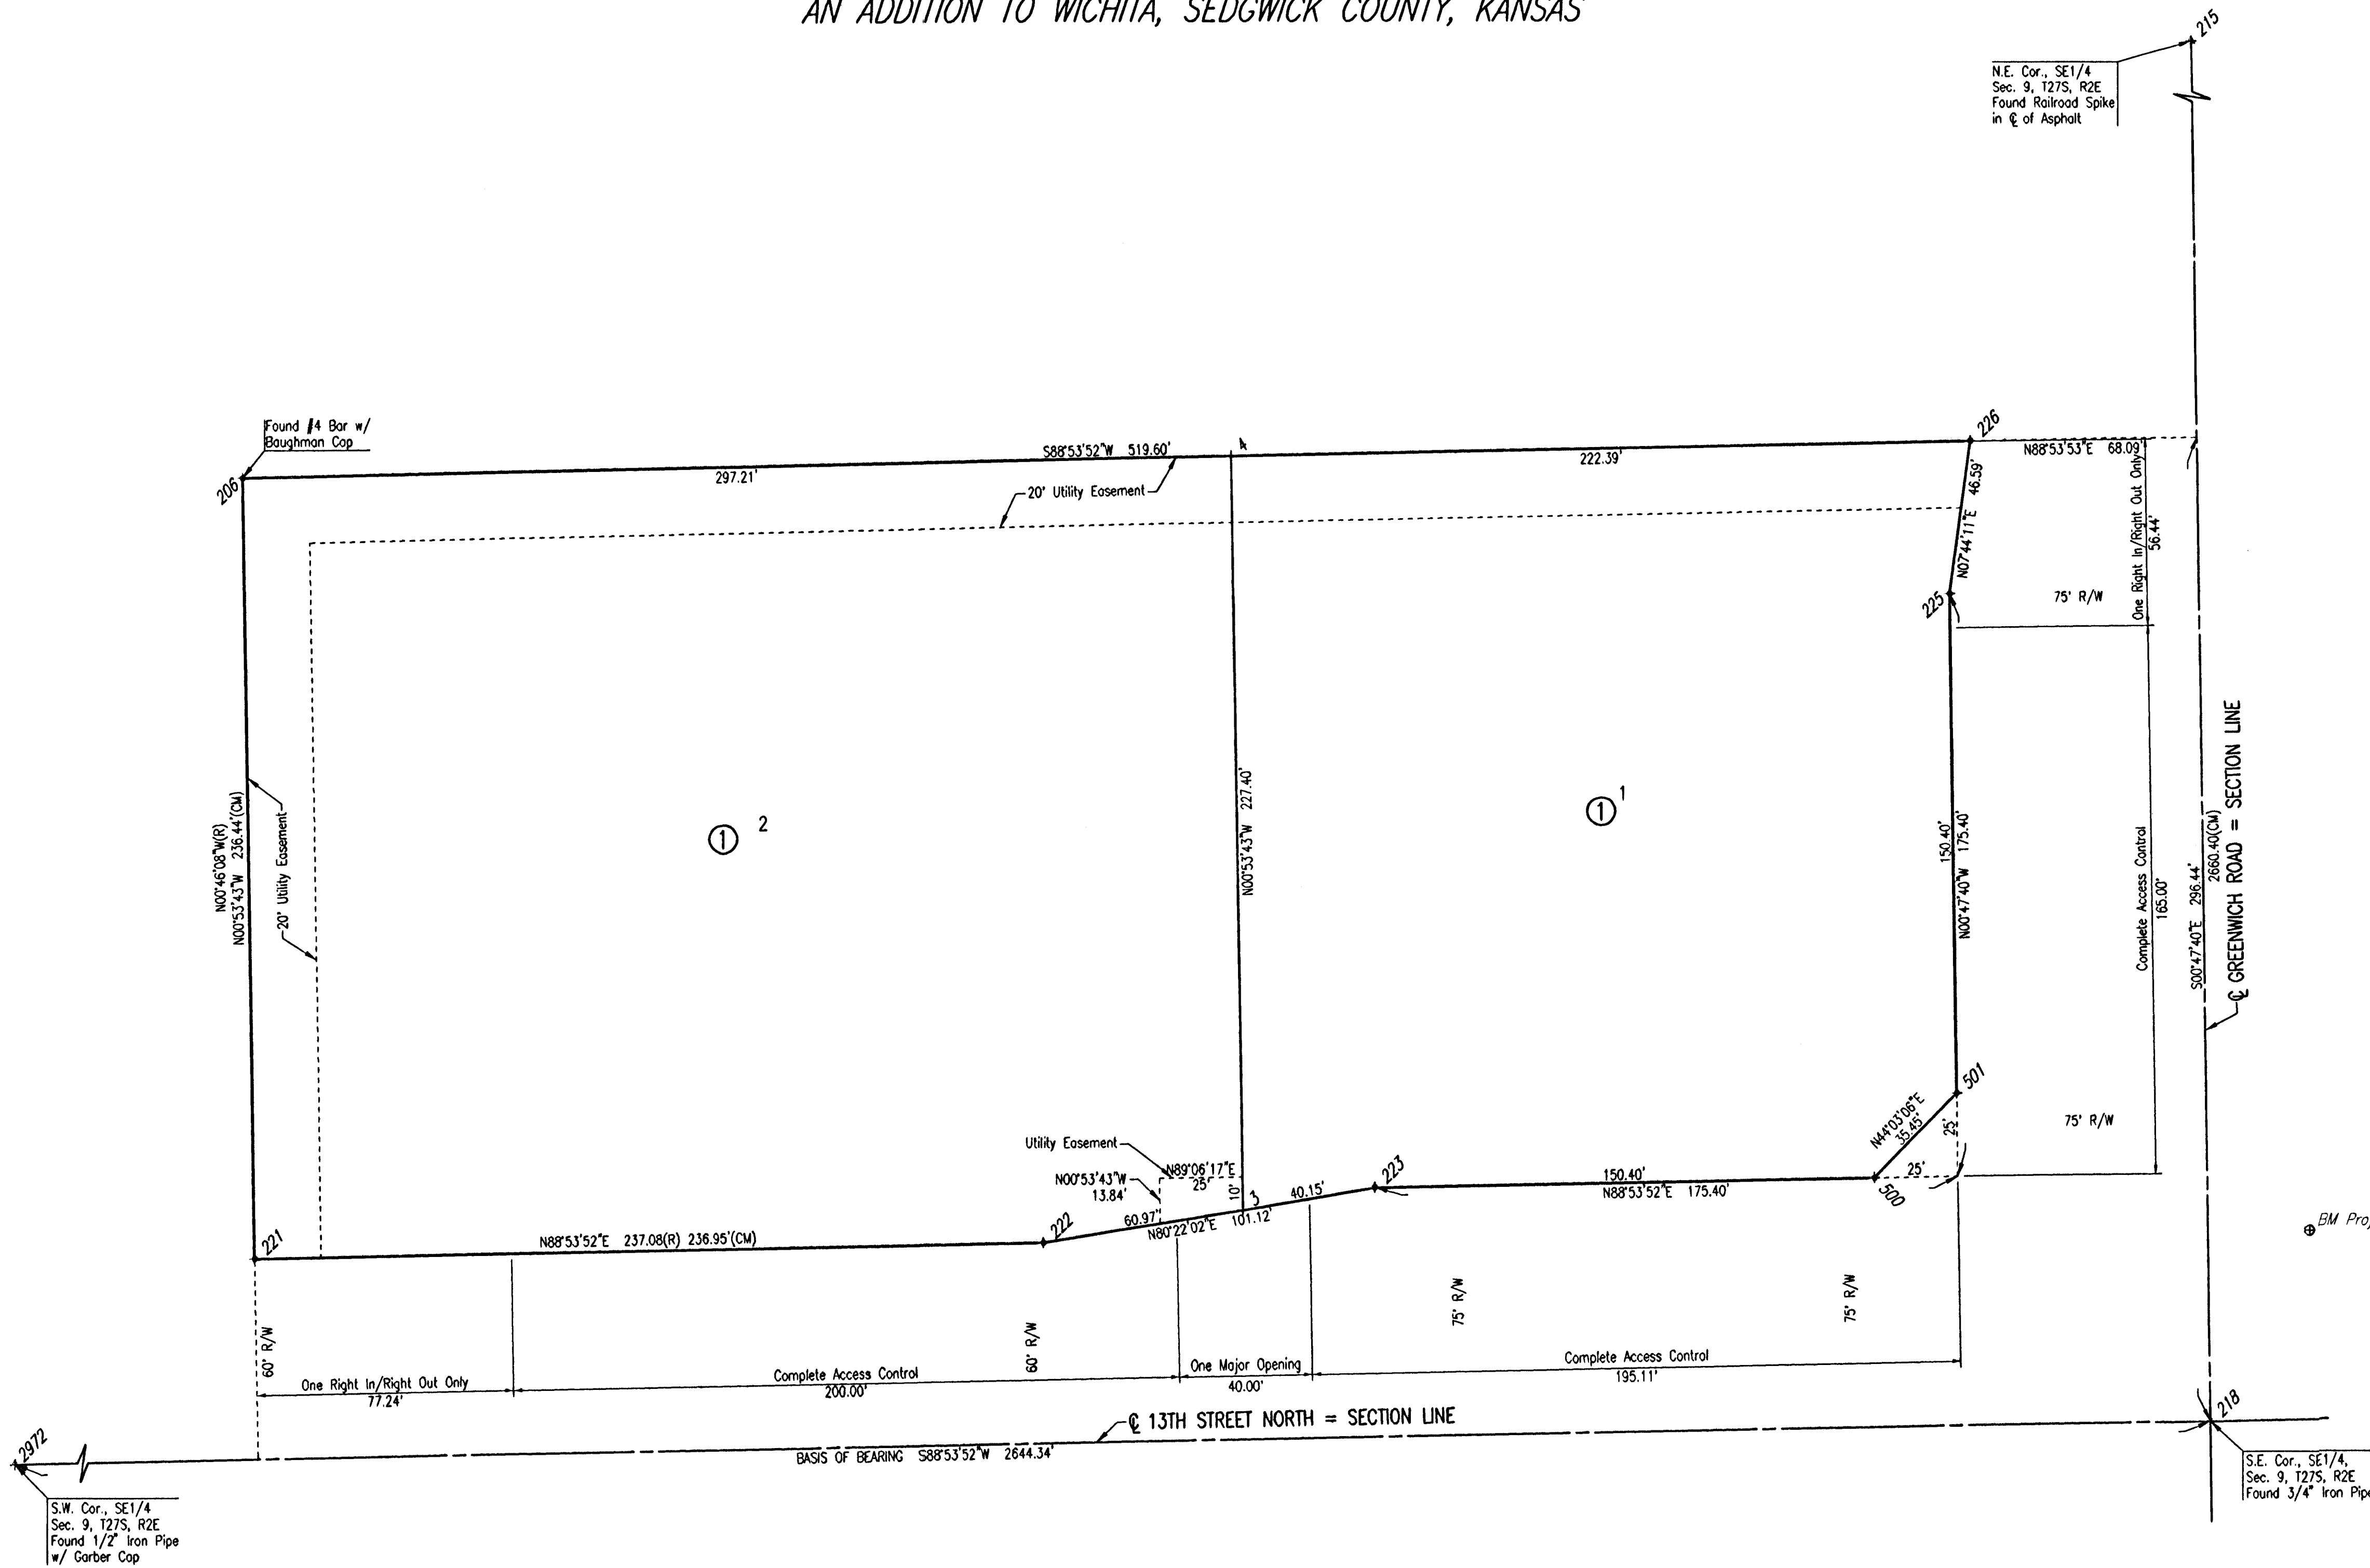 AN ADDITION TO WICHITA, SEDGWICK COUNTY, KANSAS
215
N.E. Cor., SE1/4
Sec. 9, T27S, R2E
Found Railroad Spike
in ℄ of Asphalt
Found #4 Bar w/
Baughman Cap
206
S88°53'52"W 519.60'
297.21'
4
222.39'
226
N88°53'53"E 68.09'
20' Utility Easement
N07°44'11"E 46.59'
One Right In/Right Out Only
56.44'
225
75' R/W
N00°46'08"W(R)
N00°53'43"W 236.44'(CM)
20' Utility Easement
1 2
N00°53'43"W 227.40'
1 1
150.40'
N00°47'40"W 175.40'
Complete Access Control
165.00'
S00°47'40"E 296.44'
2660.40(CM)
℄ GREENWICH ROAD = SECTION LINE
501
N44°03'06"E
35.45'
25'
25'
75' R/W
Utility Easement
N89°06'17"E
25'
N00°53'43"W
13.84'
10'
3
40.15'
223
150.40'
N88°53'52"E 175.40'
500
60.97'
N80°22'02"E 101.12'
222
221
N88°53'52"E 237.08(R) 236.95'(CM)
BM
60' R/W
60' R/W
75' R/W
75' R/W
One Right In/Right Out Only
77.24'
Complete Access Control
200.00'
One Major Opening
40.00'
Complete Access Control
195.11'
℄ 13TH STREET NORTH = SECTION LINE
BASIS OF BEARING S88°53'52"W 2644.34'
2972
218
S.W. Cor., SE1/4
Sec. 9, T27S, R2E
Found 1/2" Iron Pipe
w/ Garber Cap
S.E. Cor., SE1/4,
Sec. 9, T27S, R2E
Found 3/4" Iron Pipe